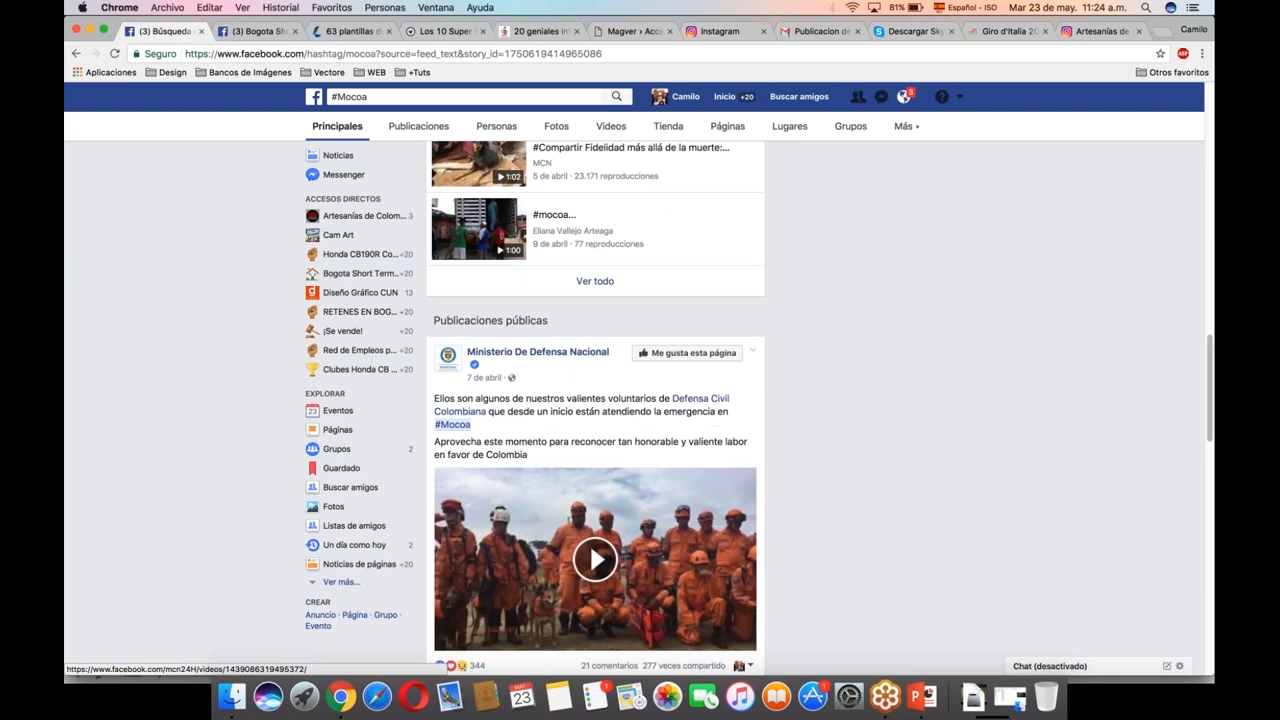 Chrome Archivo Editar Ver Historial Favoritos Personas Ventana Ayuda 81% Español - ISO Mar 23 de may. 11:24 a.m.
(3) Búsqueda (3) Bogota Sho 63 plantillas d Los 10 Super 20 geniales in Magver › Acce Instagram Publicacion de Descargar Sky Giro d'Italia 20 Artesanías de Camilo
Seguro https://www.facebook.com/hashtag/mocoa?source=feed_text&story_id=1750619414965086 ABP
Aplicaciones Design Bancos de Imágenes Vectore WEB +Tuts Otros favoritos
#Mocoa Camilo Inicio +20 Buscar amigos 3
Principales Publicaciones Personas Fotos Videos Tienda Páginas Lugares Grupos Más
Noticias
Messenger
ACCESOS DIRECTOS
Artesanías de Colom... 3
Cam Art
Honda CB190R Co... +20
Bogota Short Term.. +20
Diseño Gráfico CUN 13
RETENES EN BOG... +20
¡Se vende! +20
Red de Empleos p... +20
Clubes Honda CB ... +20
EXPLORAR
23 Eventos
Páginas
Grupos 2
Guardado
Buscar amigos
Fotos
Listas de amigos
Un día como hoy 2
Noticias de páginas +20
Ver más...
CREAR
Anuncio · Página · Grupo ·
Evento
#Compartir Fidelidad más allá de la muerte:...
MCN
1:02 5 de abril · 23.171 reproducciones
#mocoa...
Eliana Vallejo Arteaga
9 de abril · 77 reproducciones
1:00
Ver todo
Publicaciones públicas
Ministerio De Defensa Nacional Me gusta esta página
7 de abril ·
Ellos son algunos de nuestros valientes voluntarios de Defensa Civil
Colombiana que desde un inicio están atendiendo la emergencia en
#Mocoa
Aprovecha este momento para reconocer tan honorable y valiente labor
en favor de Colombia
344 21 comentarios 277 veces compartido
Chat (desactivado)
https://www.facebook.com/mcn24H/videos/1439086319495372/
MAY 23 1 1